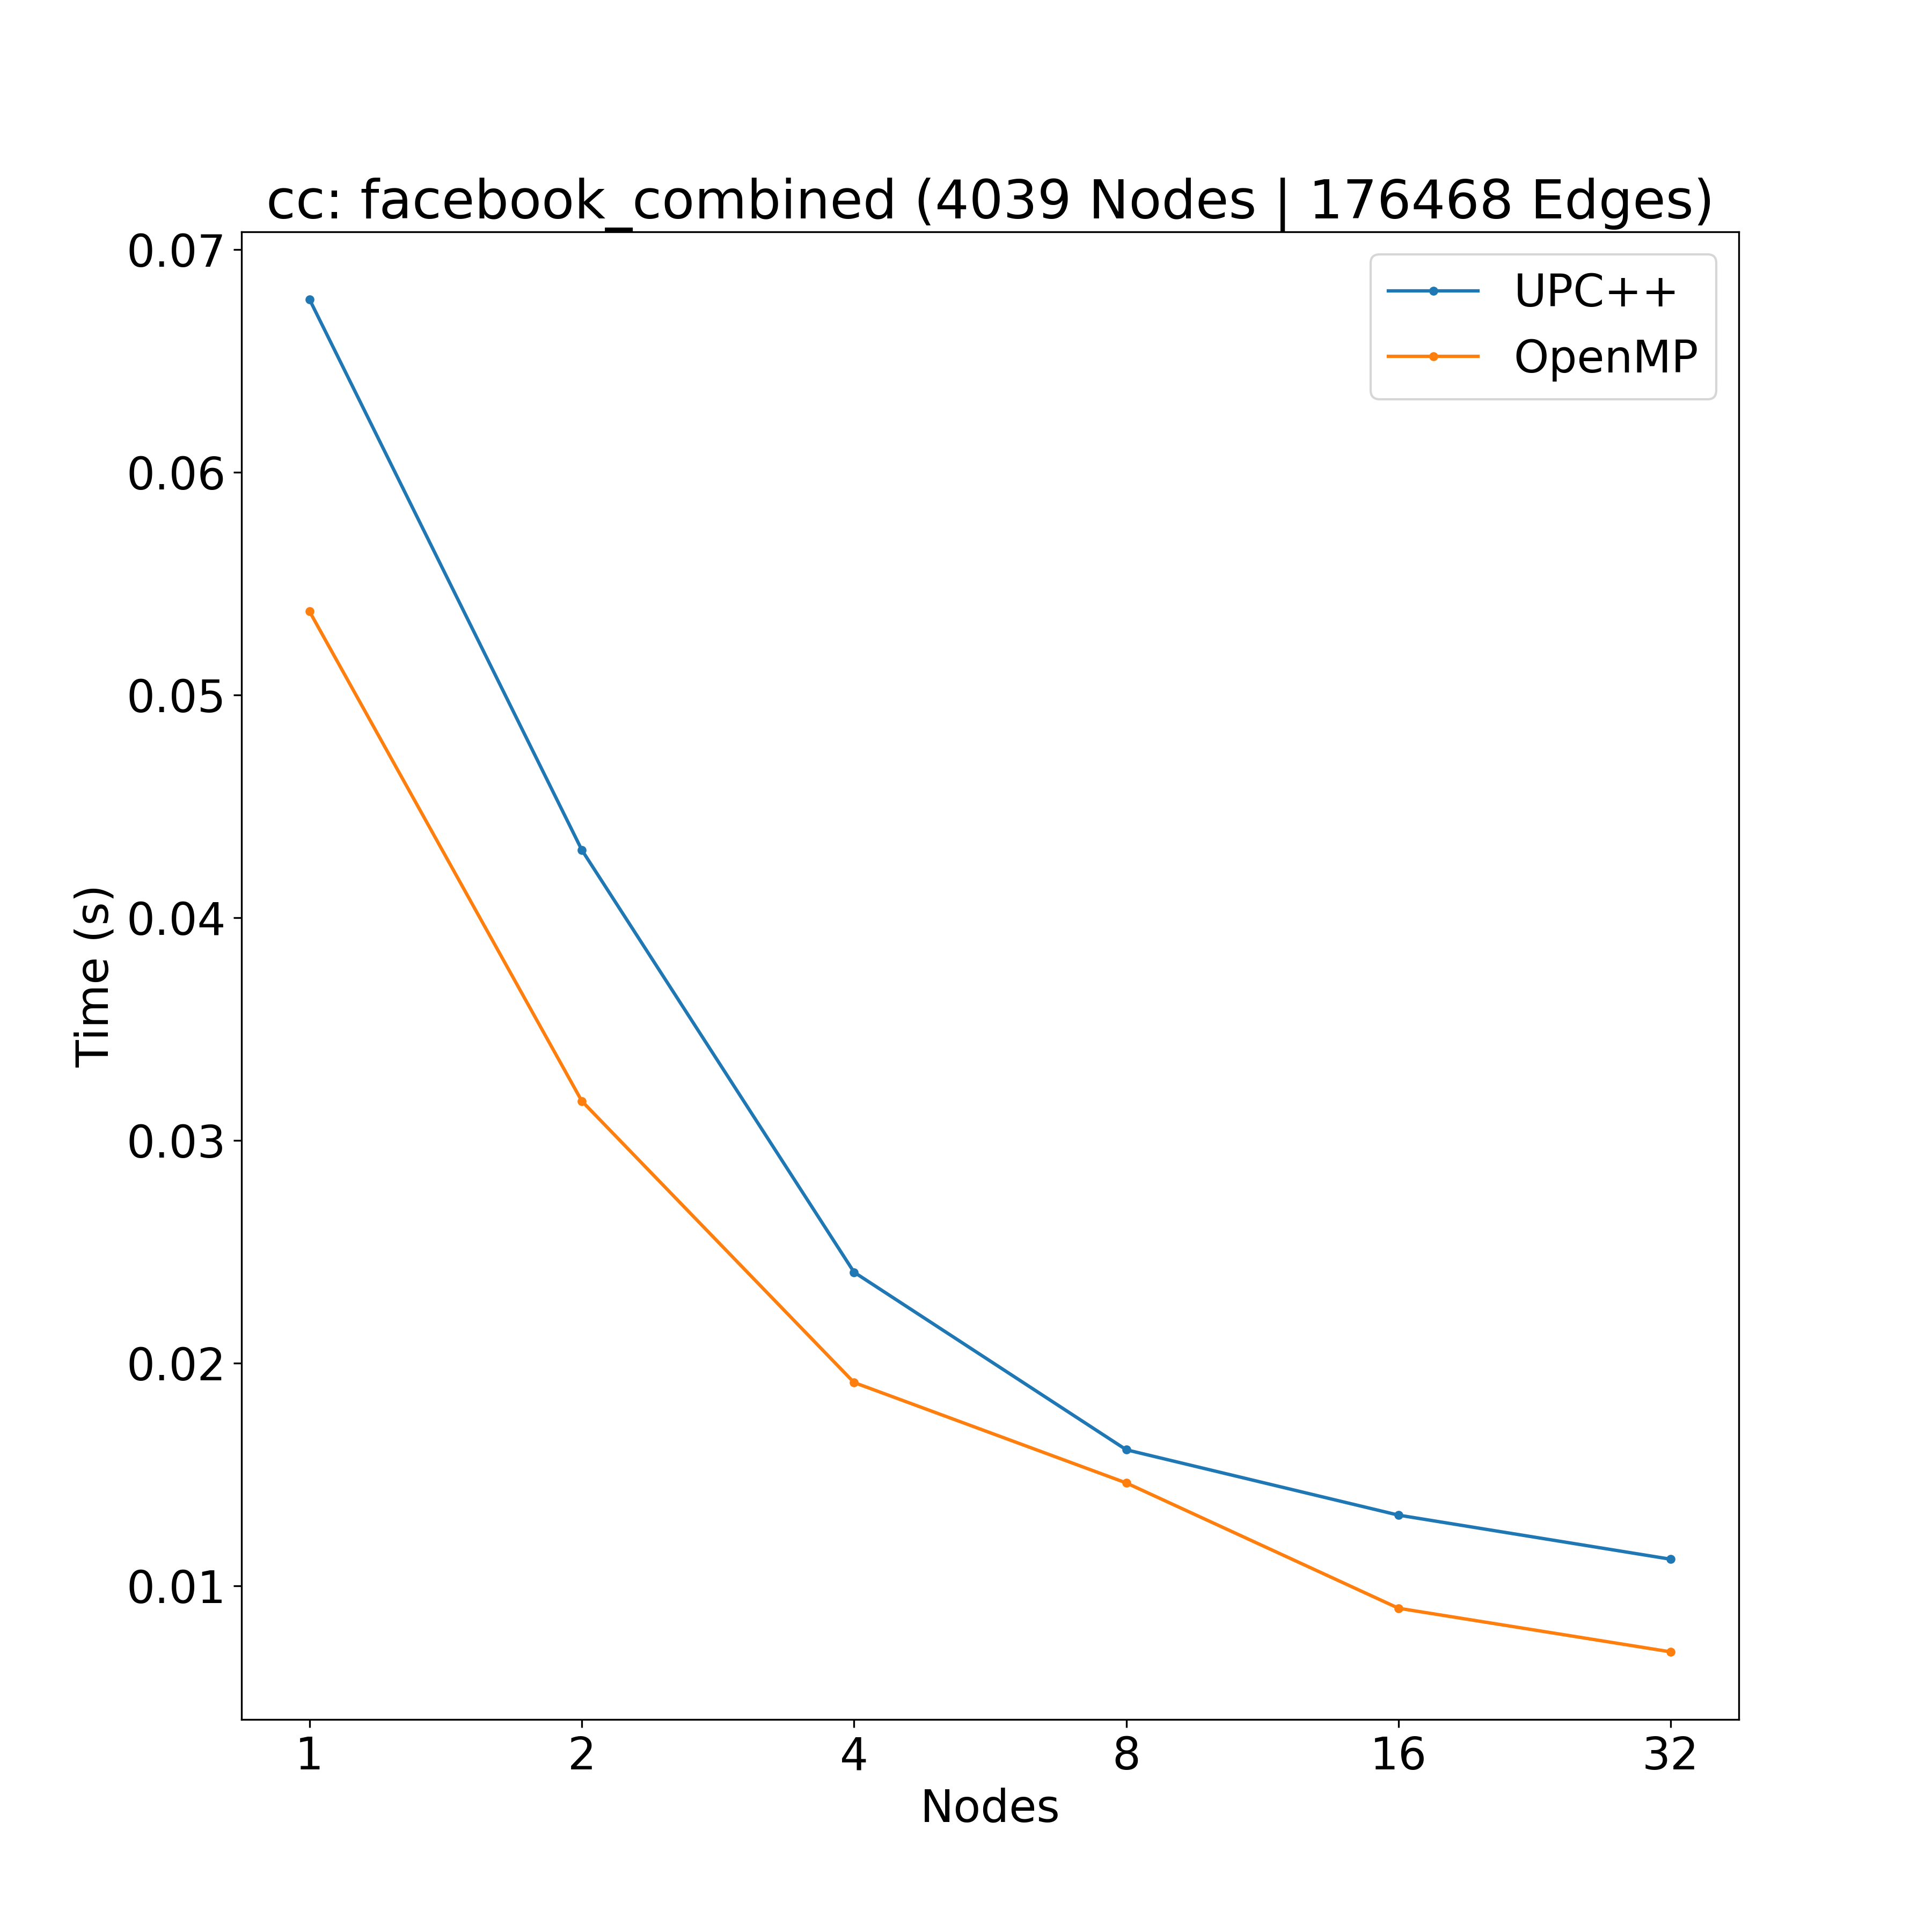 cc: facebook_combined (4039 Nodes | 176468 Edges)
UPC++
OpenMP
0.07
0.06
0.05
0.04
0.03
0.02
0.01
Time (s)
1 2 4 8 16 32
Nodes